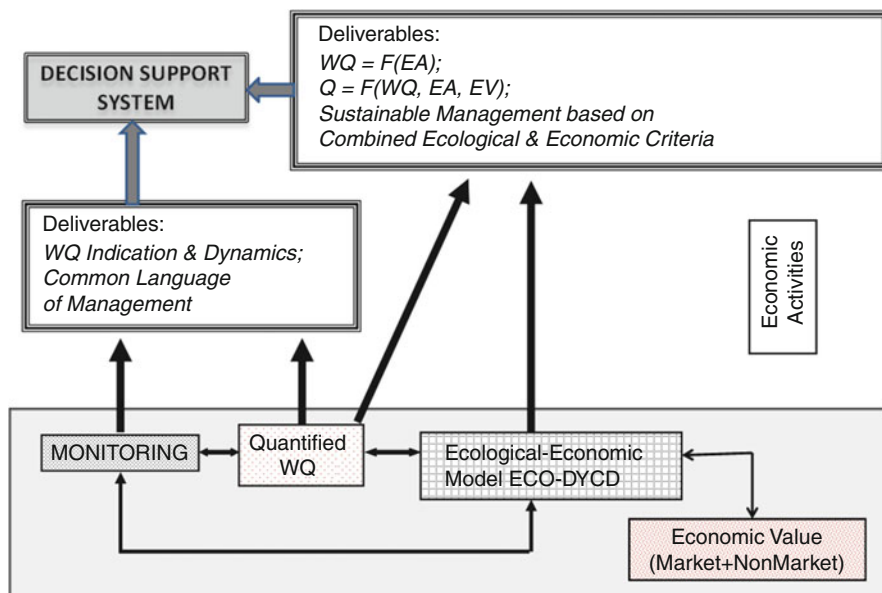 DECISION SUPPORT
SYSTEM
Deliverables:
WQ = F(EA);
Q = F(WQ, EA, EV);
Sustainable Management based on
Combined Ecological & Economic Criteria
Deliverables:
WQ Indication & Dynamics;
Common Language
of Management
Economic
Activities
MONITORING
Quantified
WQ
Ecological-Economic
Model ECO-DYCD
Economic Value
(Market+NonMarket)